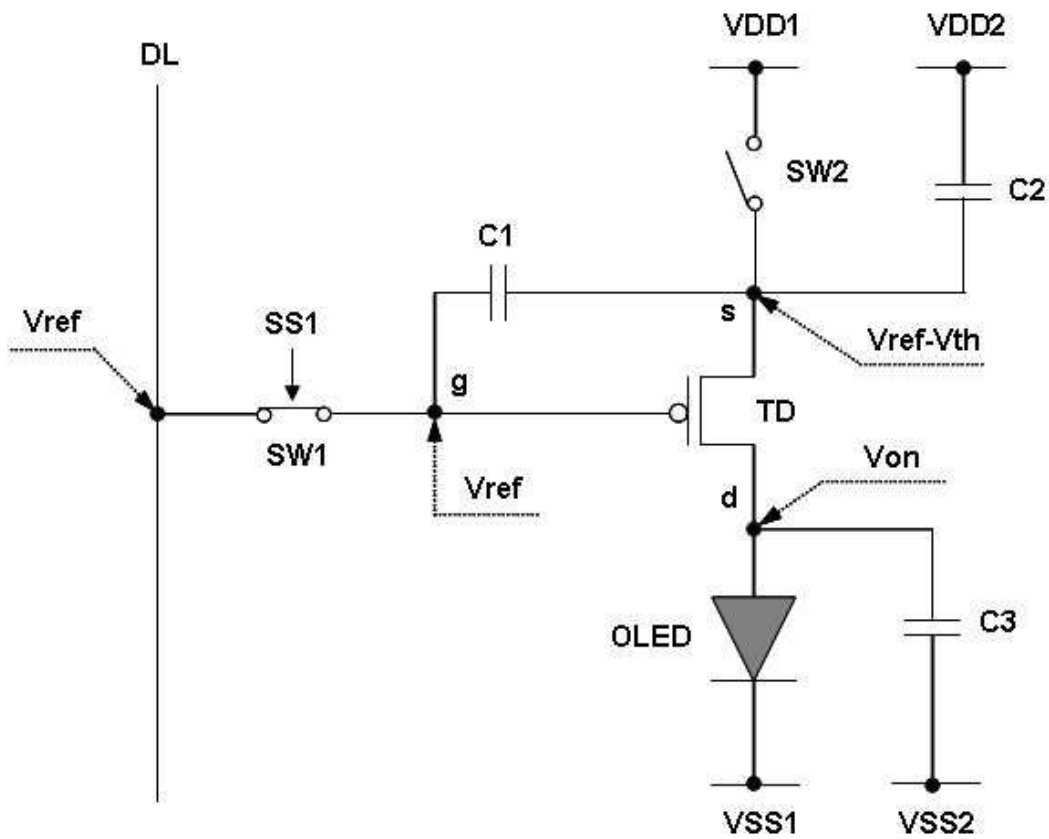 VDD1
VDD2
DL
SW2
C2
C1
Vref
SS1
s
Vref-Vth
g
TD
SW1
Vref
d
Von
OLED
C3
VSS1
VSS2